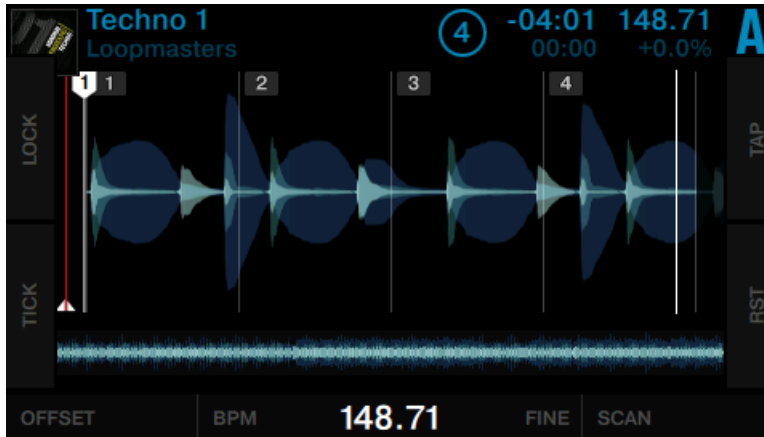 Techno 1
Loopmasters
4
-04:01
148.71
00:00
+0.0%
A
LOCK
1
1
2
3
4
TAP
TICK
RST
OFFSET
BPM
148.71
FINE
SCAN